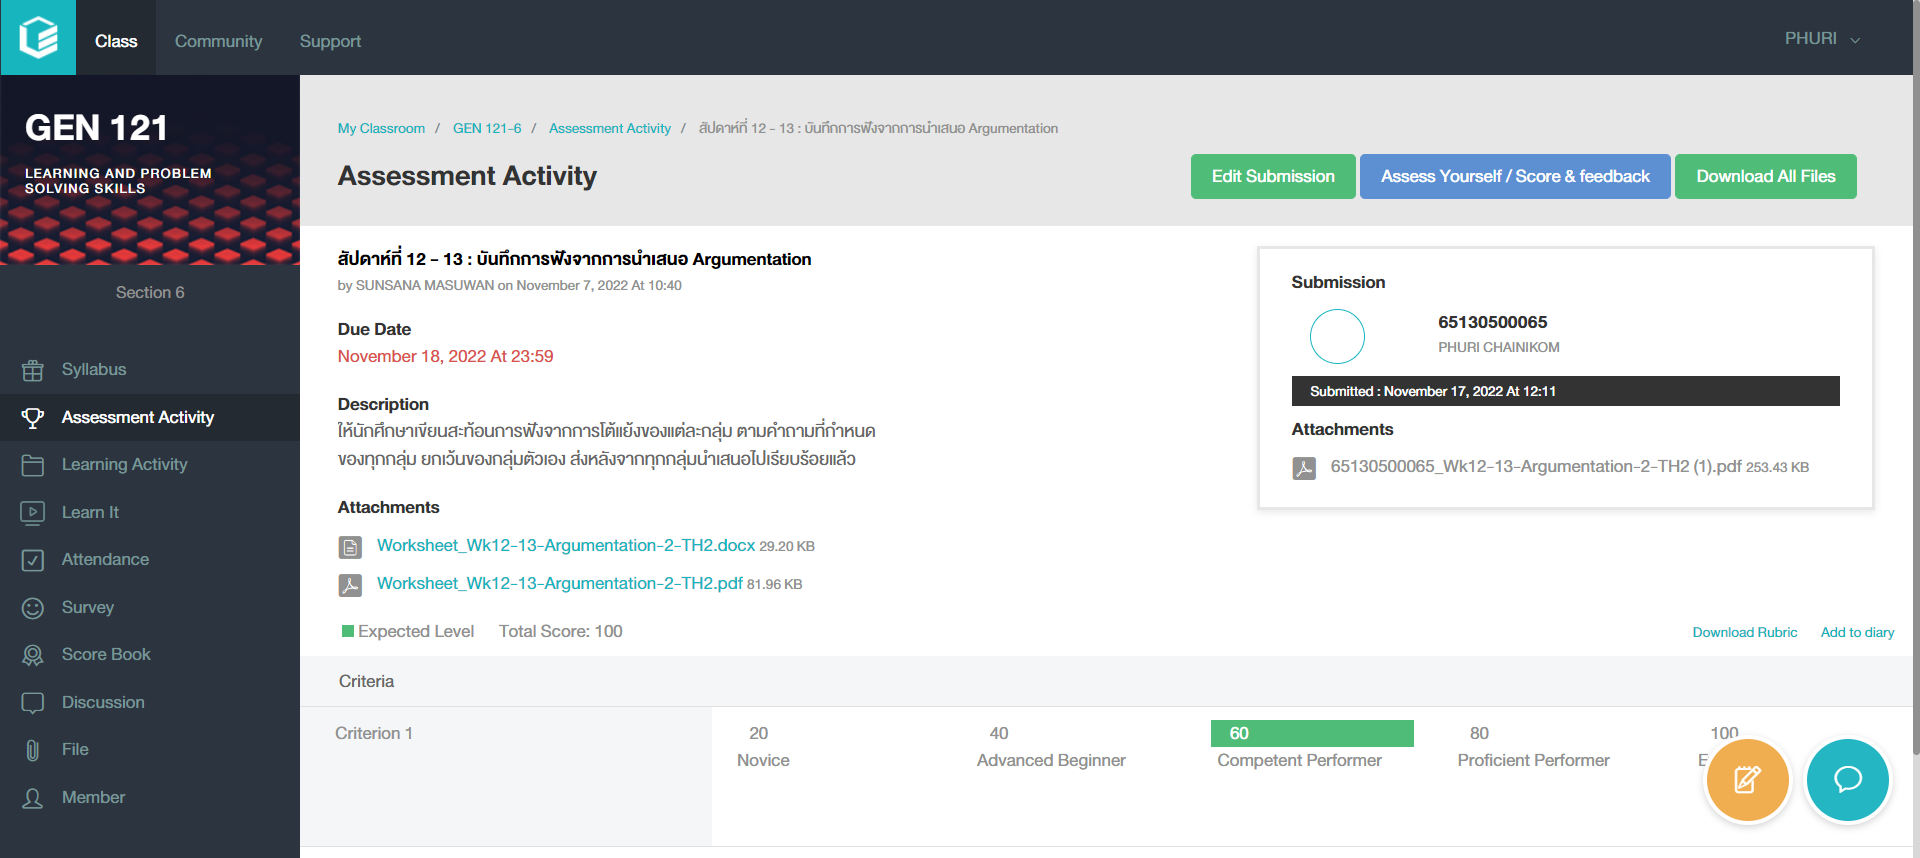 Class
Community
Support
PHURI
GEN 121
LEARNING AND PROBLEM
SOLVING SKILLS
Section 6
Syllabus
Assessment Activity
Learning Activity
Learn It
Attendance
Survey
Score Book
Discussion
File
Member
My Classroom / GEN 121-6 / Assessment Activity / สัปดาห์ที่ 12 - 13 : บันทึกการฟังจากการนำเสนอ Argumentation
Assessment Activity
Edit Submission
Assess Yourself / Score & feedback
Download All Files
สัปดาห์ที่ 12 - 13 : บันทึกการฟังจากการนำเสนอ Argumentation
by SUNSANA MASUWAN on November 7, 2022 At 10:40
Due Date
November 18, 2022 At 23:59
Description
ให้นักศึกษาเขียนสะท้อนการฟังจากการโต้แย้งของแต่ละกลุ่ม ตามคำถามที่กำหนด
ของทุกกลุ่ม ยกเว้นของกลุ่มตัวเอง ส่งหลังจากทุกกลุ่มนำเสนอไปเรียบร้อยแล้ว
Attachments
Worksheet_Wk12-13-Argumentation-2-TH2.docx 29.20 KB
Worksheet_Wk12-13-Argumentation-2-TH2.pdf 81.96 KB
Submission
65130500065
PHURI CHAINIKOM
Submitted : November 17, 2022 At 12:11
Attachments
65130500065_Wk12-13-Argumentation-2-TH2 (1).pdf 253.43 KB
Expected Level Total Score: 100
Download Rubric Add to diary
Criteria
Criterion 1
20
Novice
40
Advanced Beginner
60
Competent Performer
80
Proficient Performer
100